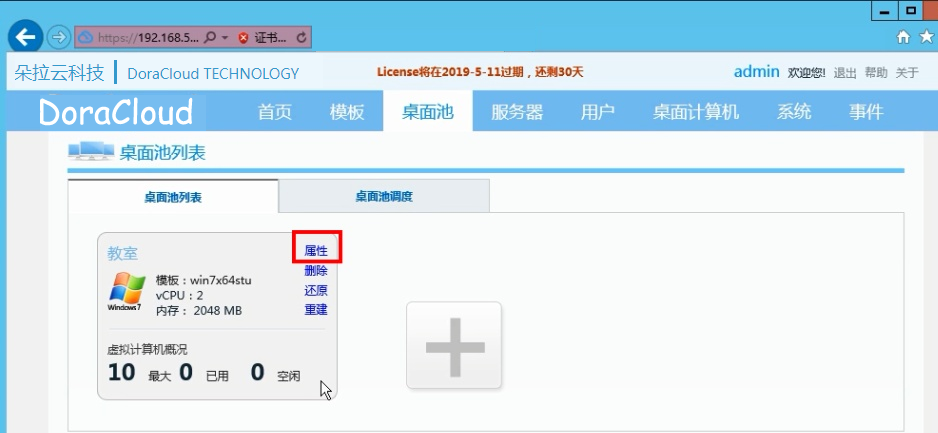 https://192.168.5... 证书...
朵拉云科技 DoraCloud TECHNOLOGY License将在2019-5-11过期，还剩30天 admin 欢迎您! 退出 帮助 关于
DoraCloud 首页 模板 桌面池 服务器 用户 桌面计算机 系统 事件
桌面池列表
桌面池列表 桌面池调度
教室 属性
删除
模板：win7x64stu
还原
vCPU：2
内存： 2048 MB 重建
Windows 7
虚拟计算机概况
10 最大 0 已用 0 空闲